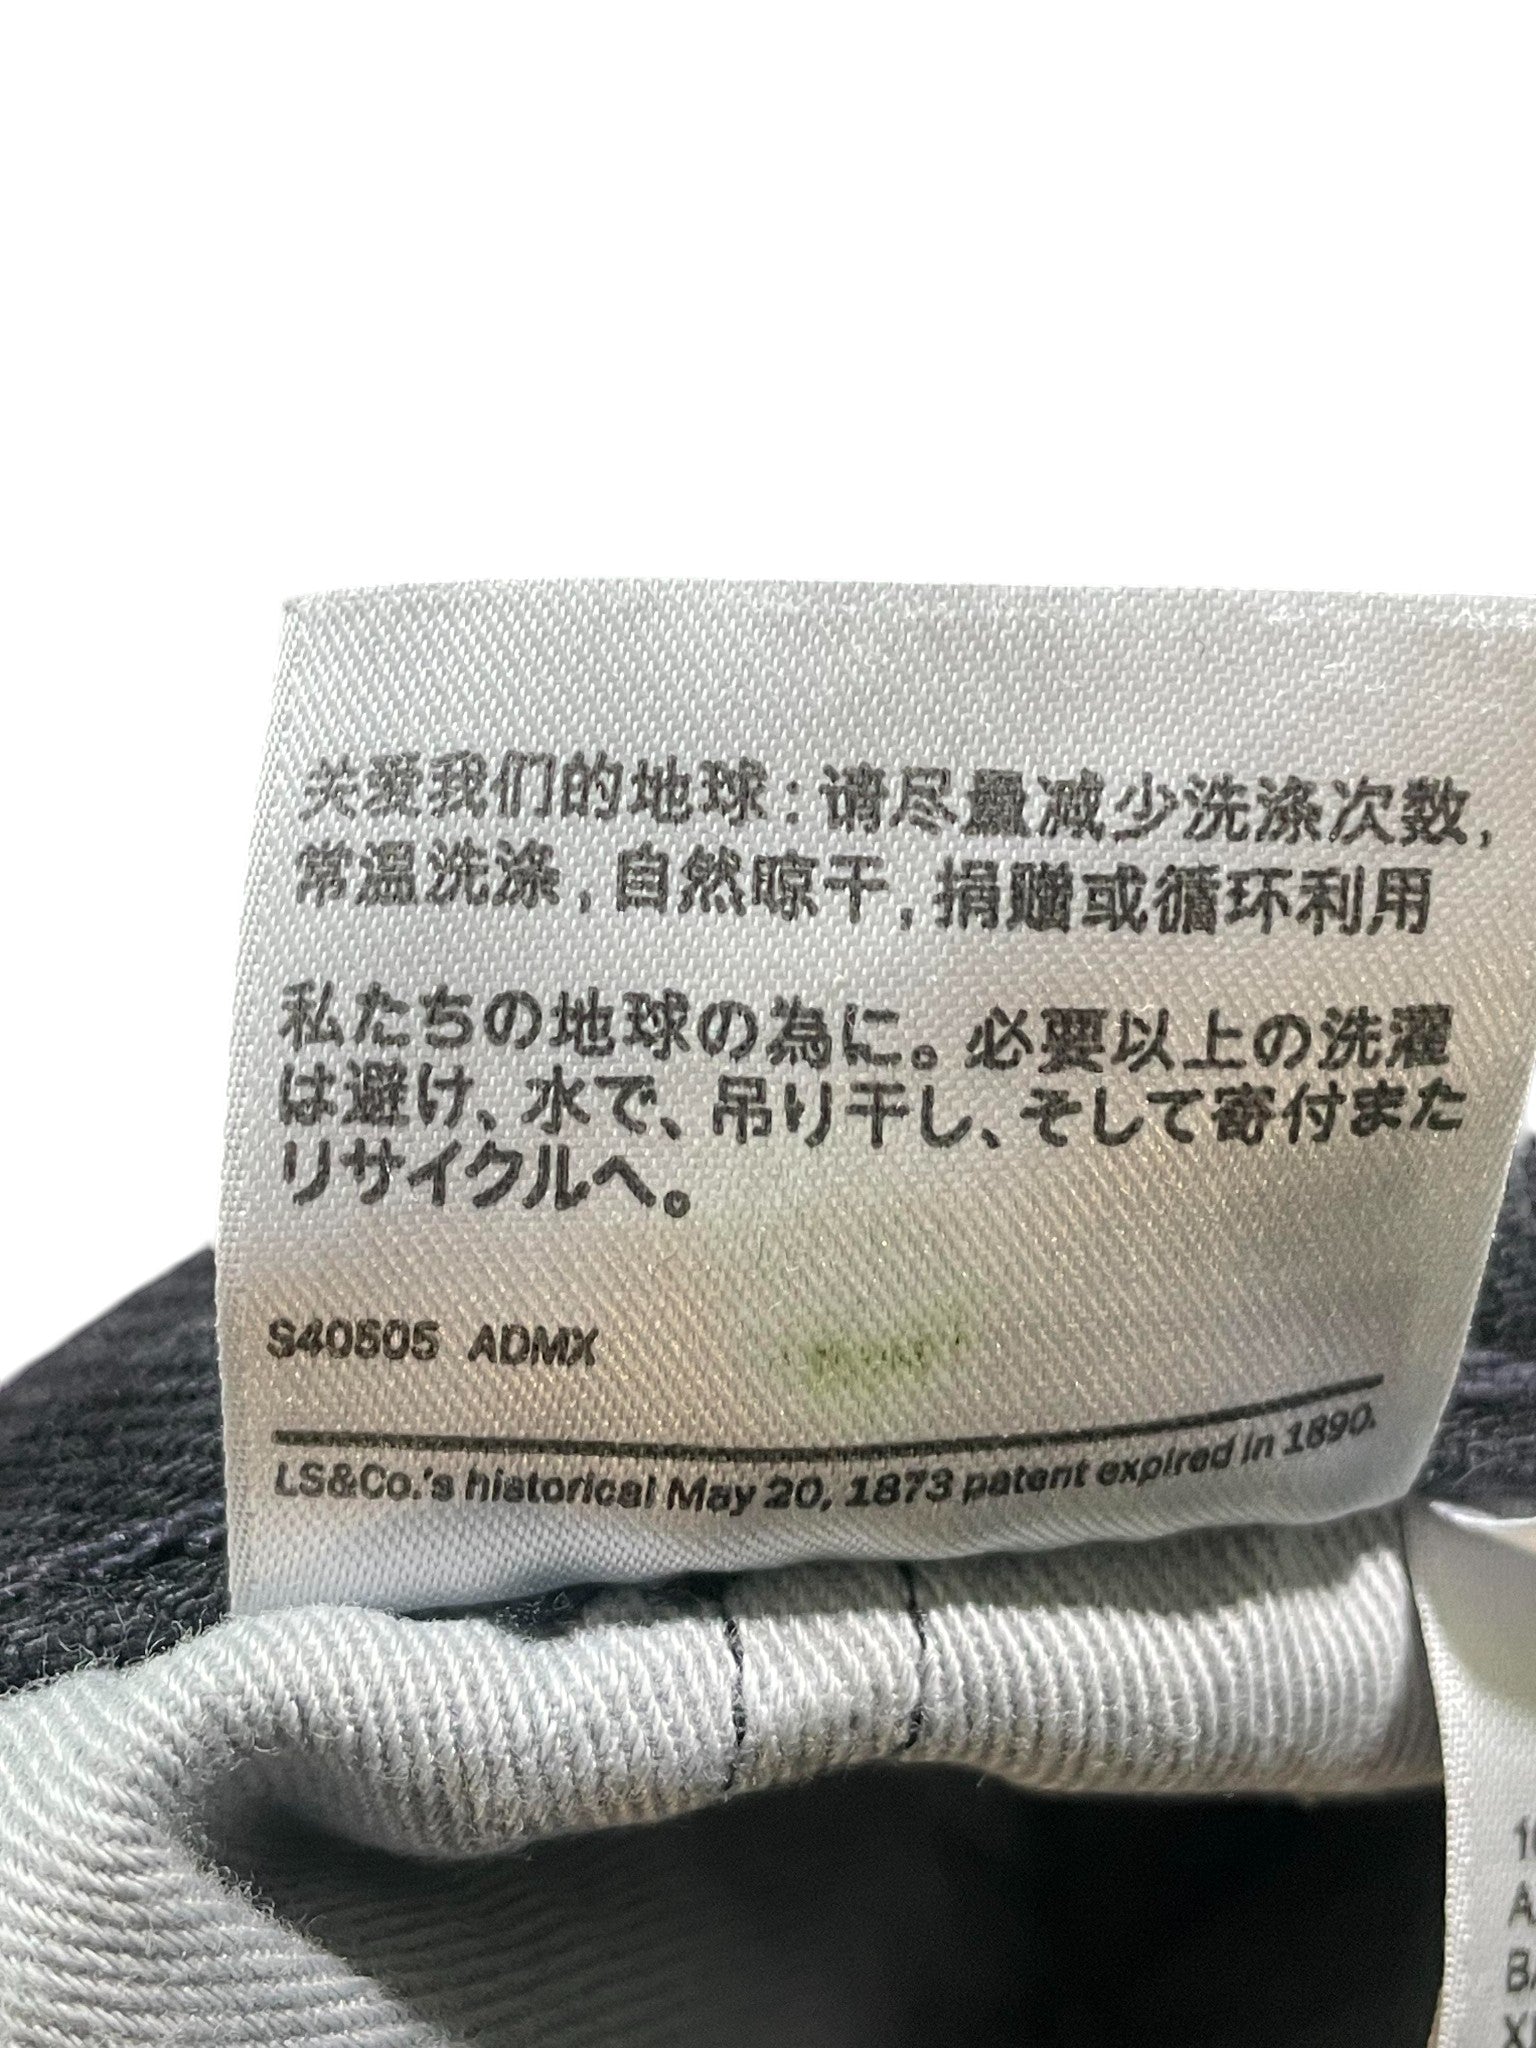 关爱我们的地球:请尽量减少洗涤次数,
常温洗涤,自然晾干,捐赠或循环利用
私たちの地球の為に。必要以上の洗濯
は避け、水で、吊り干し、そして寄付また
リサイクルへ。
S40505 ADMX
LS&Co.'s historical May 20, 1873 patent expired in 1890.